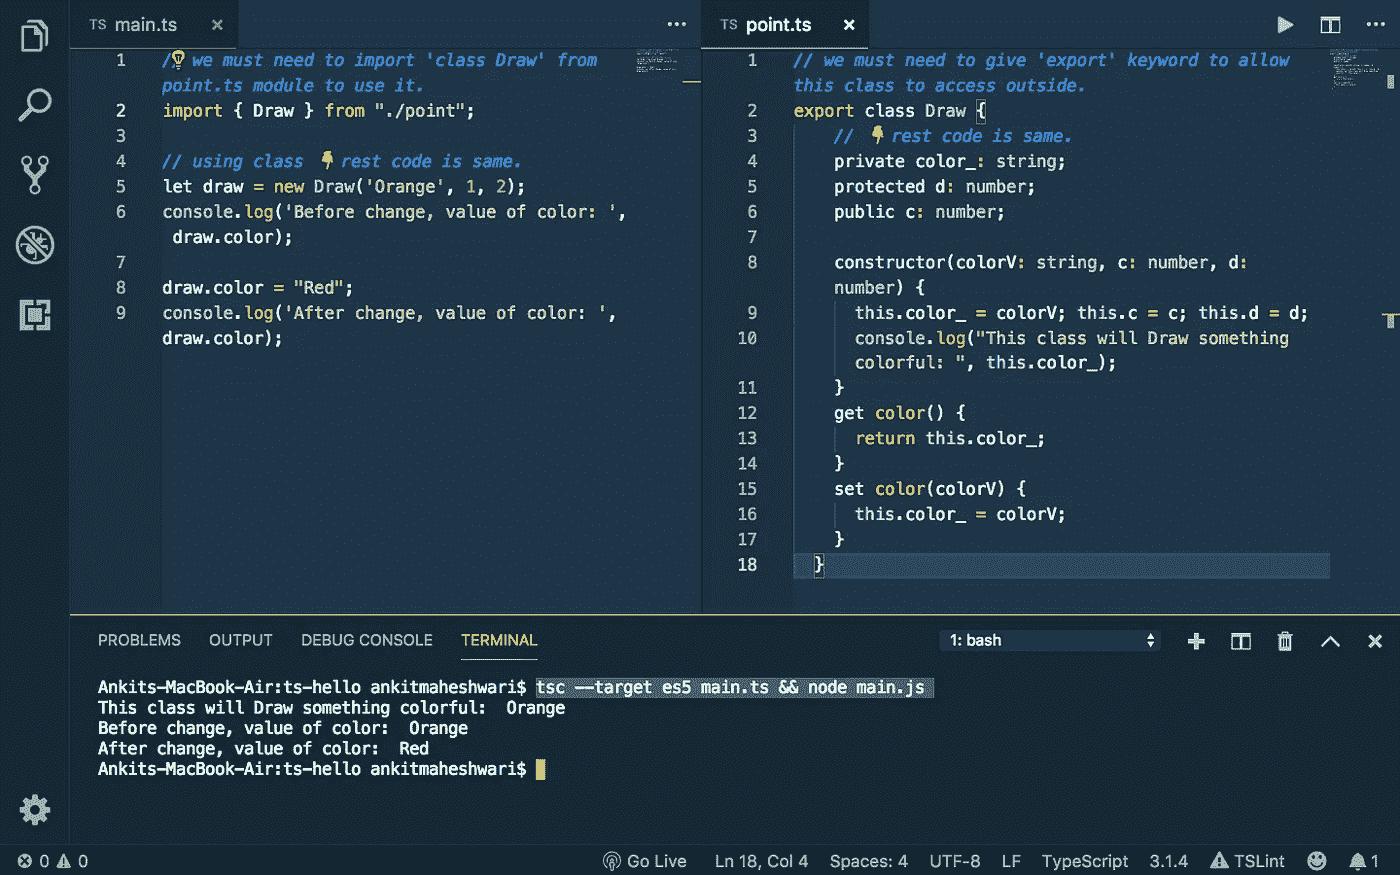 TS main.ts ×
1 // we must need to import 'class Draw' from
point.ts module to use it.
2 import { Draw } from "./point";
3
4 // using class 👇 rest code is same.
5 let draw = new Draw('Orange', 1, 2);
6 console.log('Before change, value of color: ',
draw.color);
7
8 draw.color = "Red";
9 console.log('After change, value of color: ',
draw.color);
TS point.ts ×
1 // we must need to give 'export' keyword to allow
this class to access outside.
2 export class Draw {
3 // 👇 rest code is same.
4 private color_: string;
5 protected d: number;
6 public c: number;
7
8 constructor(colorV: string, c: number, d:
number) {
9 this.color_ = colorV; this.c = c; this.d = d;
10 console.log("This class will Draw something
colorful: ", this.color_);
11 }
12 get color() {
13 return this.color_;
14 }
15 set color(colorV) {
16 this.color_ = colorV;
17 }
18 }
PROBLEMS OUTPUT DEBUG CONSOLE TERMINAL 1: bash
Ankits-MacBook-Air:ts-hello ankitmaheshwari$ tsc --target es5 main.ts && node main.js
This class will Draw something colorful:  Orange
Before change, value of color:  Orange
After change, value of color:  Red
Ankits-MacBook-Air:ts-hello ankitmaheshwari$
0 0 Go Live Ln 18, Col 4 Spaces: 4 UTF-8 LF TypeScript 3.1.4 TSLint 1